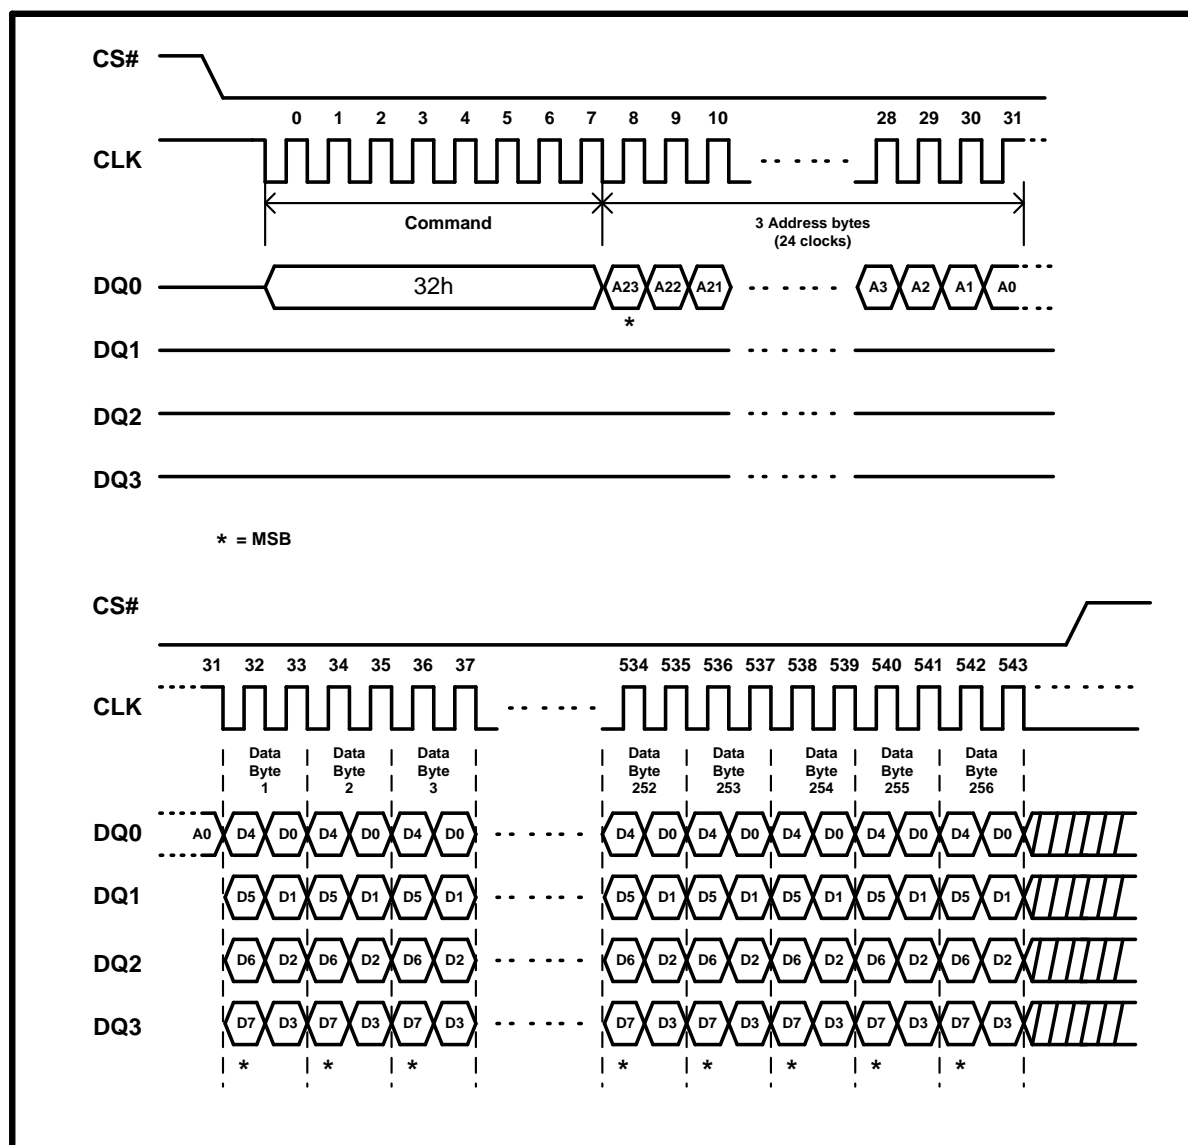 CS#
0 1 2 3 4 5 6 7 8 9 10 28 29 30 31
CLK
Command
3 Address bytes
(24 clocks)
DQ0 32h A23 A22 A21 A3 A2 A1 A0
*
DQ1
DQ2
DQ3
* = MSB
CS#
31 32 33 34 35 36 37 534 535 536 537 538 539 540 541 542 543
CLK
Data Data Data Data Data Data Data Data
Byte Byte Byte Byte Byte Byte Byte Byte
1 2 3 252 253 254 255 256
DQ0 A0 D4 D0 D4 D0 D4 D0 D4 D0 D4 D0 D4 D0 D4 D0 D4 D0
DQ1 D5 D1 D5 D1 D5 D1 D5 D1 D5 D1 D5 D1 D5 D1 D5 D1
DQ2 D6 D2 D6 D2 D6 D2 D6 D2 D6 D2 D6 D2 D6 D2 D6 D2
DQ3 D7 D3 D7 D3 D7 D3 D7 D3 D7 D3 D7 D3 D7 D3 D7 D3
* * * * * * * *